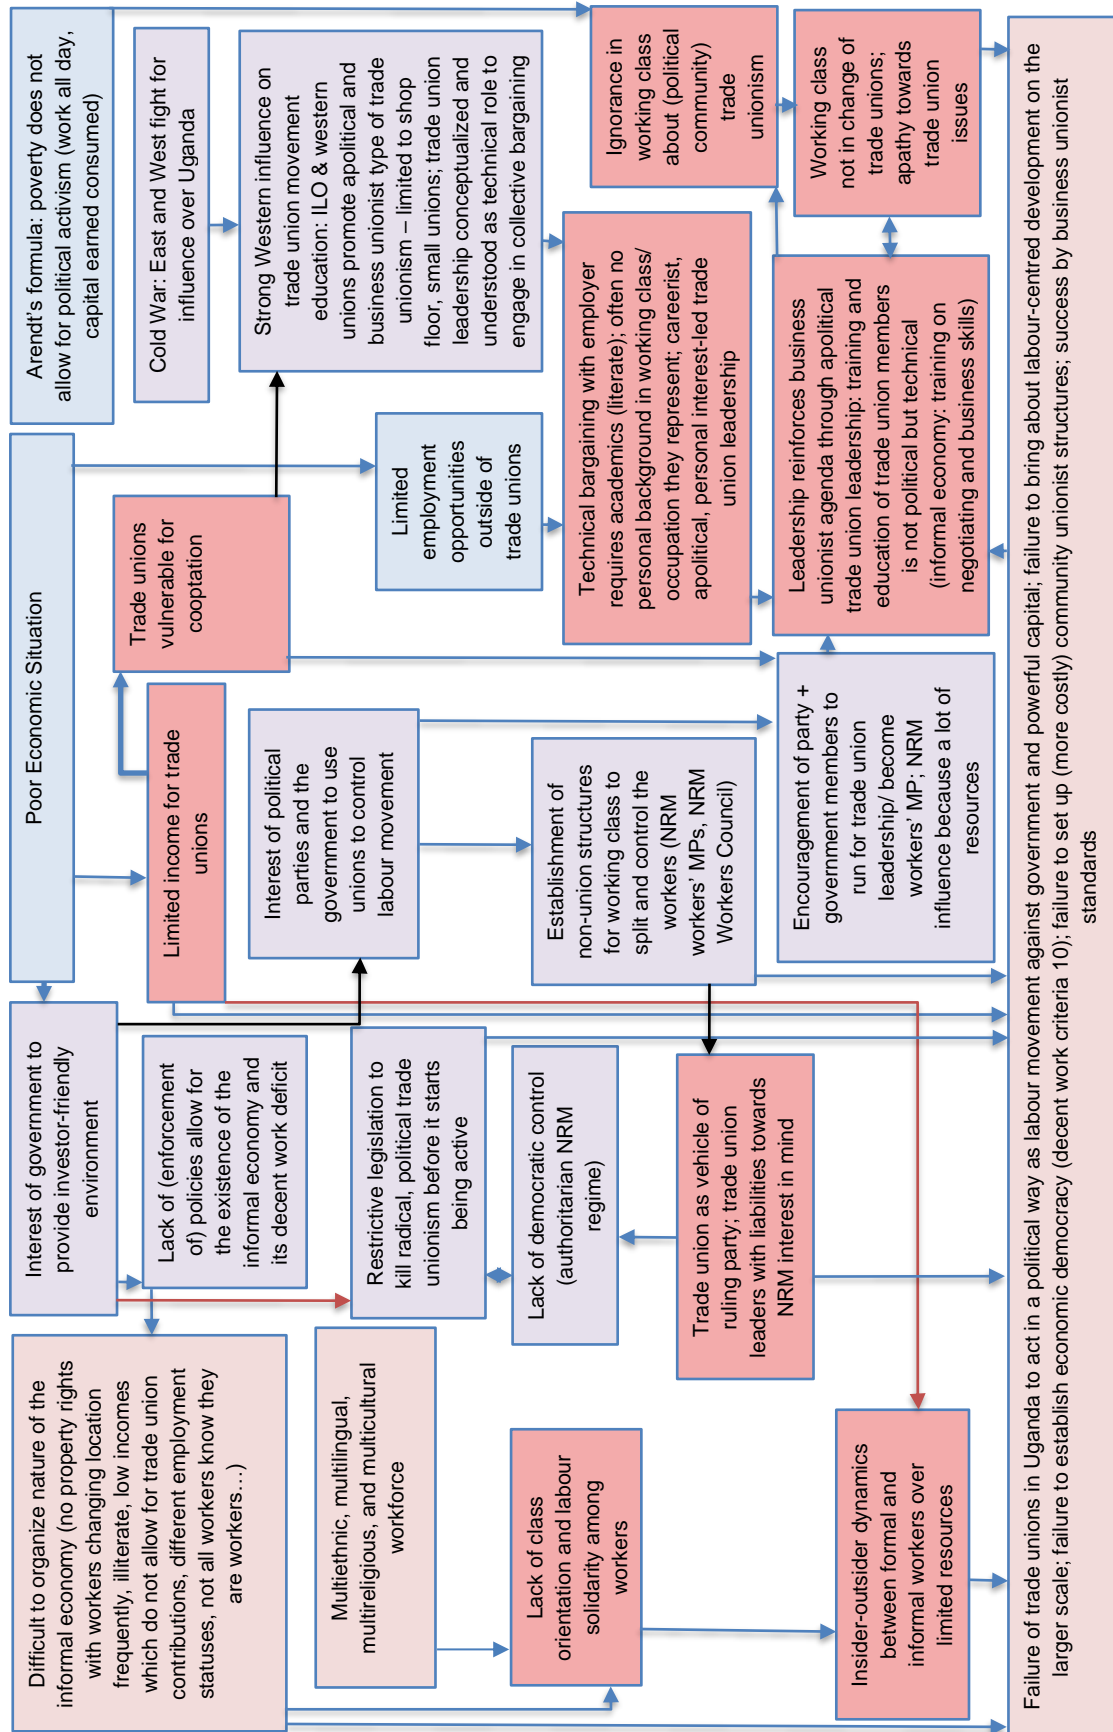 Poor Economic Situation
Arendt's formula: poverty does not
allow for political activism (work all day,
capital earned consumed)
Interest of government to
provide investor-friendly
environment
Difficult to organize nature of the
informal economy (no property rights
with workers changing location
frequently, illiterate, low incomes
which do not allow for trade union
contributions, different employment
statuses, not all workers know they
are workers…)
Lack of (enforcement
of) policies allow for
the existence of the
informal economy and
its decent work deficit
Limited income for trade
unions
Trade unions
vulnerable for
cooptation
Cold War: East and West fight for
influence over Uganda
Strong Western influence on
trade union movement
education: ILO & western
unions promote apolitical and
business unionist type of trade
unionism – limited to shop
floor, small unions; trade union
leadership conceptualized and
understood as technical role to
engage in collective bargaining
Interest of political
parties and the
government to use
unions to control
labour movement
Multiethnic, multilingual,
multireligious, and multicultural
workforce
Restrictive legislation to
kill radical, political trade
unionism before it starts
being active
Limited
employment
opportunities
outside of
trade unions
Lack of class
orientation and labour
solidarity among
workers
Lack of democratic control
(authoritarian NRM
regime)
Establishment of
non-union structures
for working class to
split and control the
workers (NRM
workers' MPs, NRM
Workers Council)
Technical bargaining with employer
requires academics (literate); often no
personal background in working class/
occupation they represent; careerist,
apolitical, personal interest-led trade
union leadership
Ignorance in
working class
about (political
community)
trade
unionism
Trade union as vehicle of
ruling party; trade union
leaders with liabilities towards
NRM interest in mind
Encouragement of party +
government members to
run for trade union
leadership/ become
workers' MP; NRM
influence because a lot of
resources
Leadership reinforces business
unionist agenda through apolitical
trade union leadership: training and
education of trade union members
is not political but technical
(informal economy: training on
negotiating and business skills)
Working class
not in change of
trade unions;
apathy towards
trade union
issues
Insider-outsider dynamics
between formal and
informal workers over
limited resources
Failure of trade unions in Uganda to act in a political way as labour movement against government and powerful capital; failure to bring about labour-centred development on the
larger scale; failure to establish economic democracy (decent work criteria 10); failure to set up (more costly) community unionist structures; success by business unionist
standards